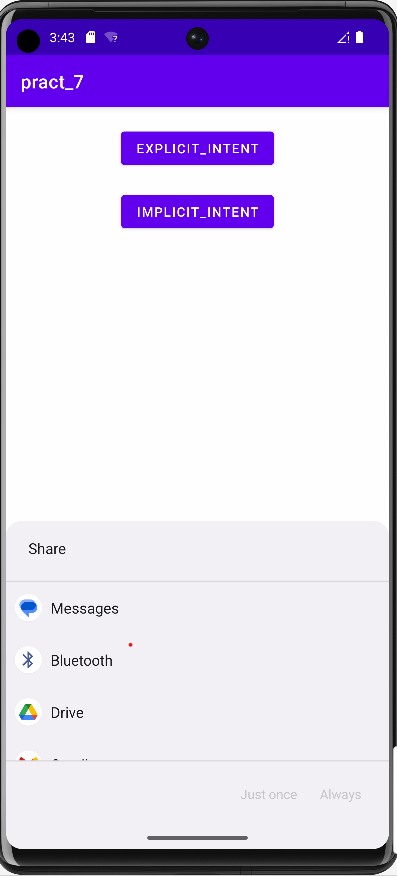 3:43
pract_7
EXPLICIT_INTENT
IMPLICIT_INTENT
Share
Messages
Bluetooth
Drive
Just once
Always